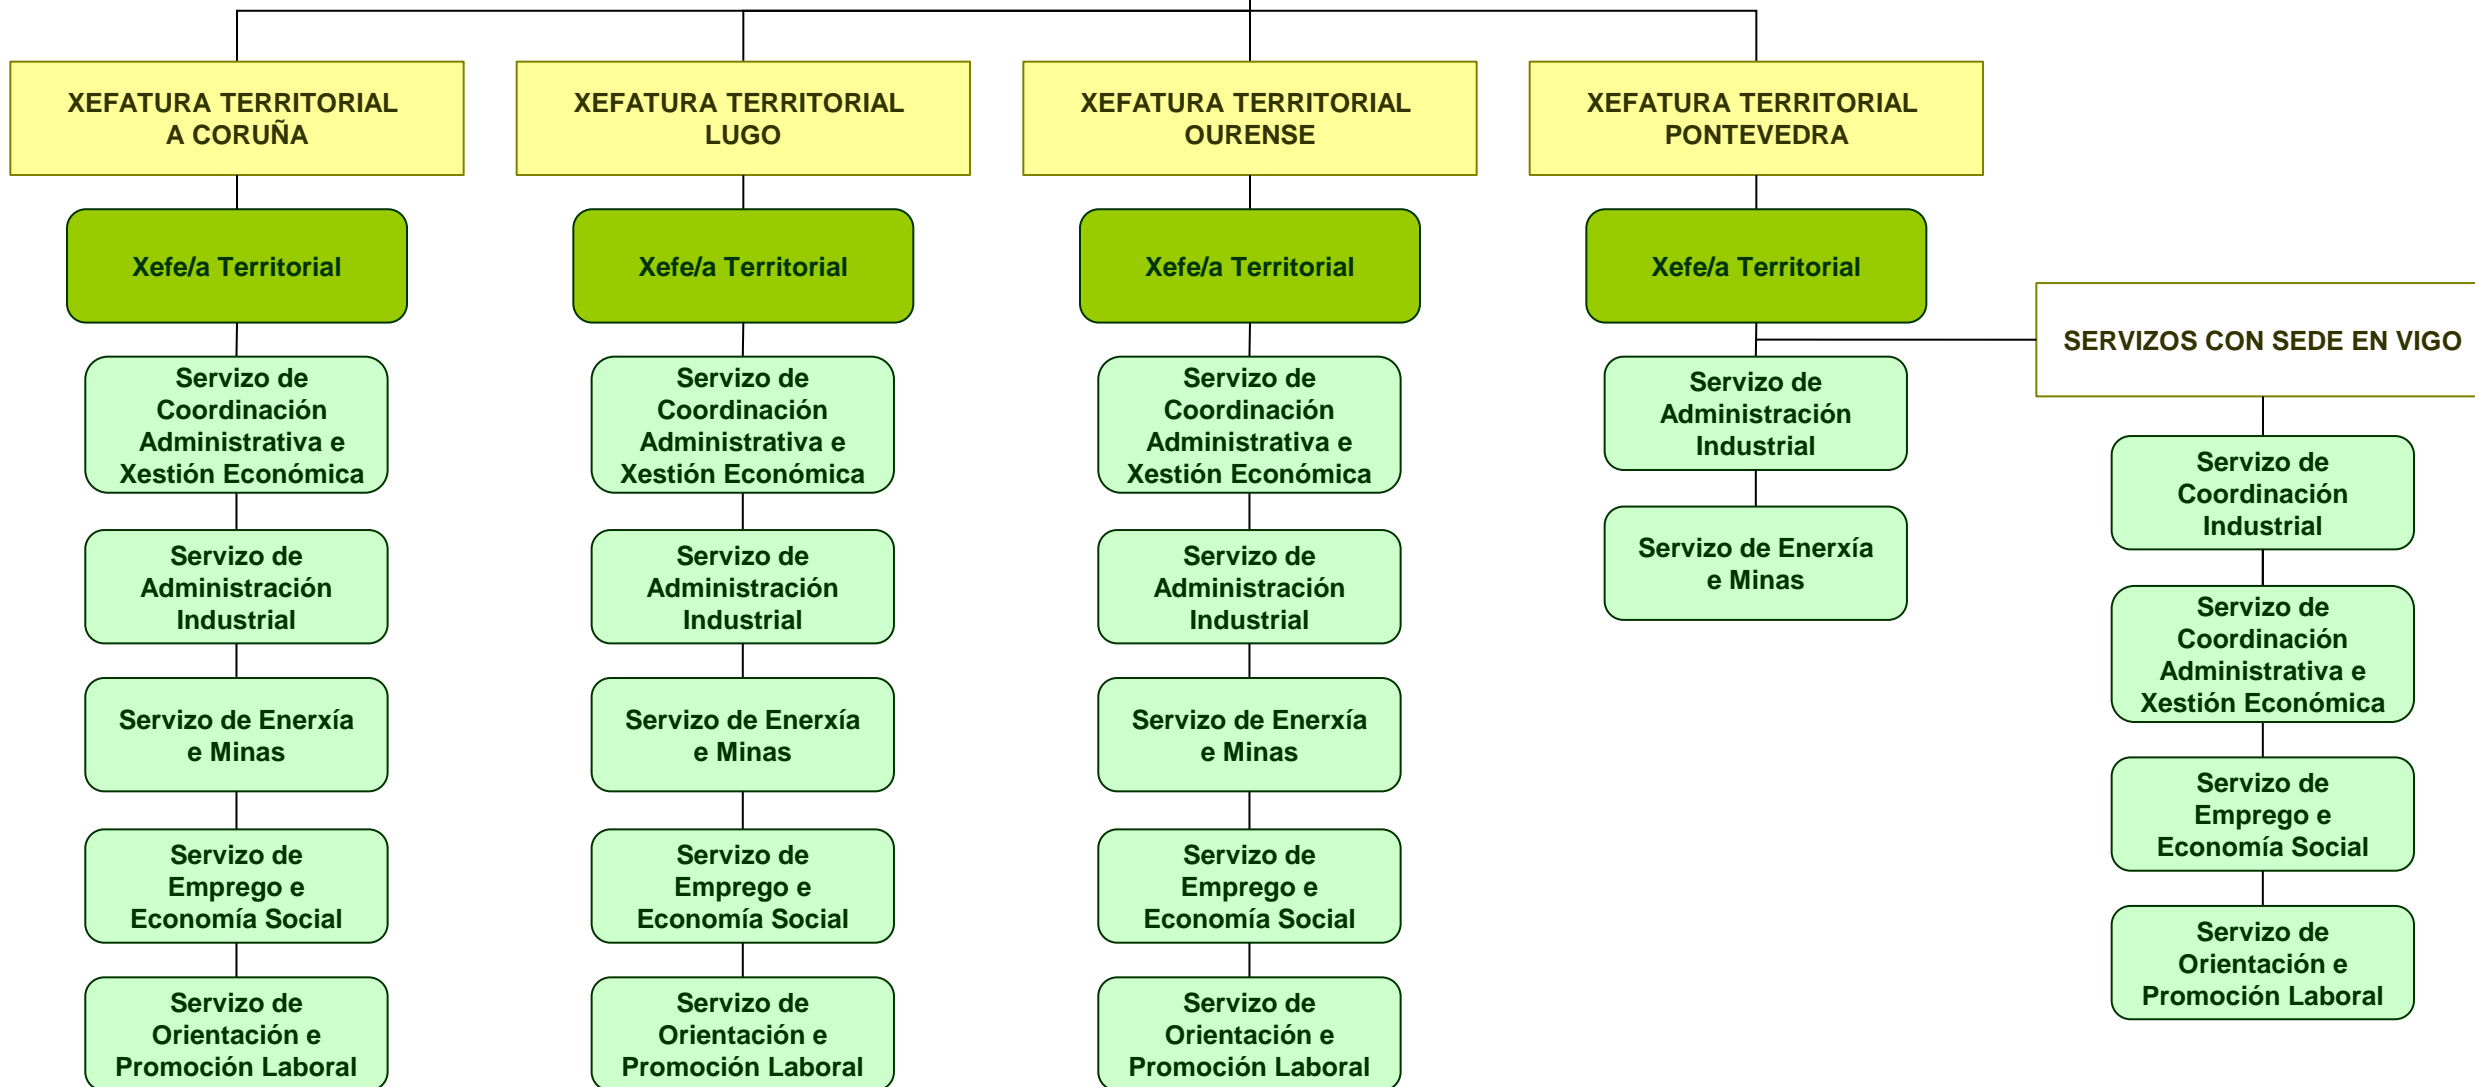 XEFATURA TERRITORIAL
A CORUÑA
XEFATURA TERRITORIAL
LUGO
XEFATURA TERRITORIAL
OURENSE
XEFATURA TERRITORIAL
PONTEVEDRA
Xefe/a Territorial
Xefe/a Territorial
Xefe/a Territorial
Xefe/a Territorial
SERVIZOS CON SEDE EN VIGO
Servizo de
Coordinación
Administrativa e
Xestión Económica
Servizo de
Administración
Industrial
Servizo de Enerxía
e Minas
Servizo de
Emprego e
Economía Social
Servizo de
Orientación e
Promoción Laboral
Servizo de
Coordinación
Administrativa e
Xestión Económica
Servizo de
Administración
Industrial
Servizo de Enerxía
e Minas
Servizo de
Emprego e
Economía Social
Servizo de
Orientación e
Promoción Laboral
Servizo de
Coordinación
Administrativa e
Xestión Económica
Servizo de
Administración
Industrial
Servizo de Enerxía
e Minas
Servizo de
Emprego e
Economía Social
Servizo de
Orientación e
Promoción Laboral
Servizo de
Administración
Industrial
Servizo de Enerxía
e Minas
Servizo de
Coordinación
Industrial
Servizo de
Coordinación
Administrativa e
Xestión Económica
Servizo de
Emprego e
Economía Social
Servizo de
Orientación e
Promoción Laboral